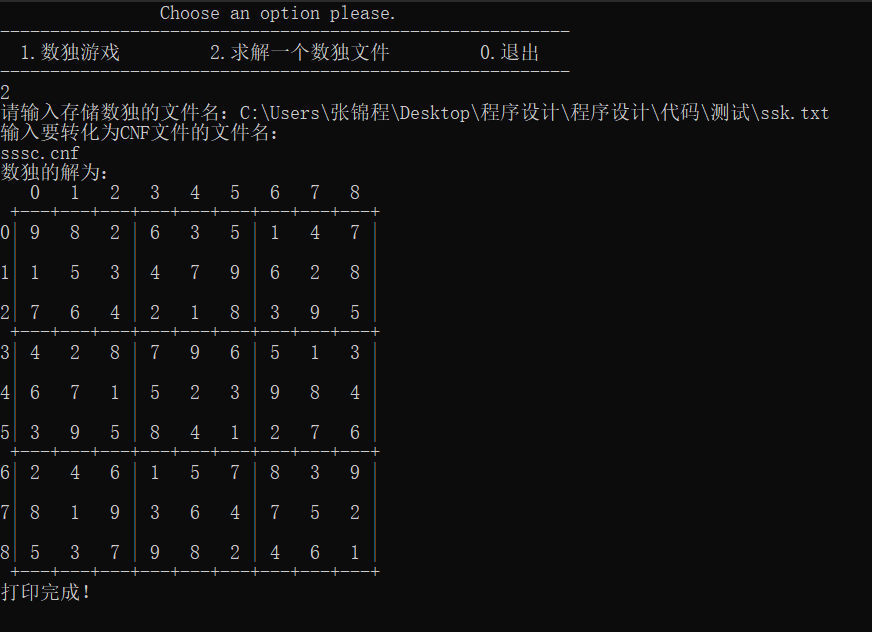 Choose an option please.
------------------------------------------------------------
1.数独游戏 2.求解一个数独文件 0.退出
------------------------------------------------------------
2
请输入存储数独的文件名：C:\Users\张锦程\Desktop\程序设计\程序设计\代码\测试\ssk.txt
输入要转化为CNF文件的文件名：
sssc.cnf
数独的解为：
0 1 2 3 4 5 6 7 8
+---+---+---+---+---+---+---+---+---+
0| 9 8 2 | 6 3 5 | 1 4 7 |
1| 1 5 3 | 4 7 9 | 6 2 8 |
2| 7 6 4 | 2 1 8 | 3 9 5 |
+---+---+---+---+---+---+---+---+---+
3| 4 2 8 | 7 9 6 | 5 1 3 |
4| 6 7 1 | 5 2 3 | 9 8 4 |
5| 3 9 5 | 8 4 1 | 2 7 6 |
+---+---+---+---+---+---+---+---+---+
6| 2 4 6 | 1 5 7 | 8 3 9 |
7| 8 1 9 | 3 6 4 | 7 5 2 |
8| 5 3 7 | 9 8 2 | 4 6 1 |
+---+---+---+---+---+---+---+---+---+
打印完成！